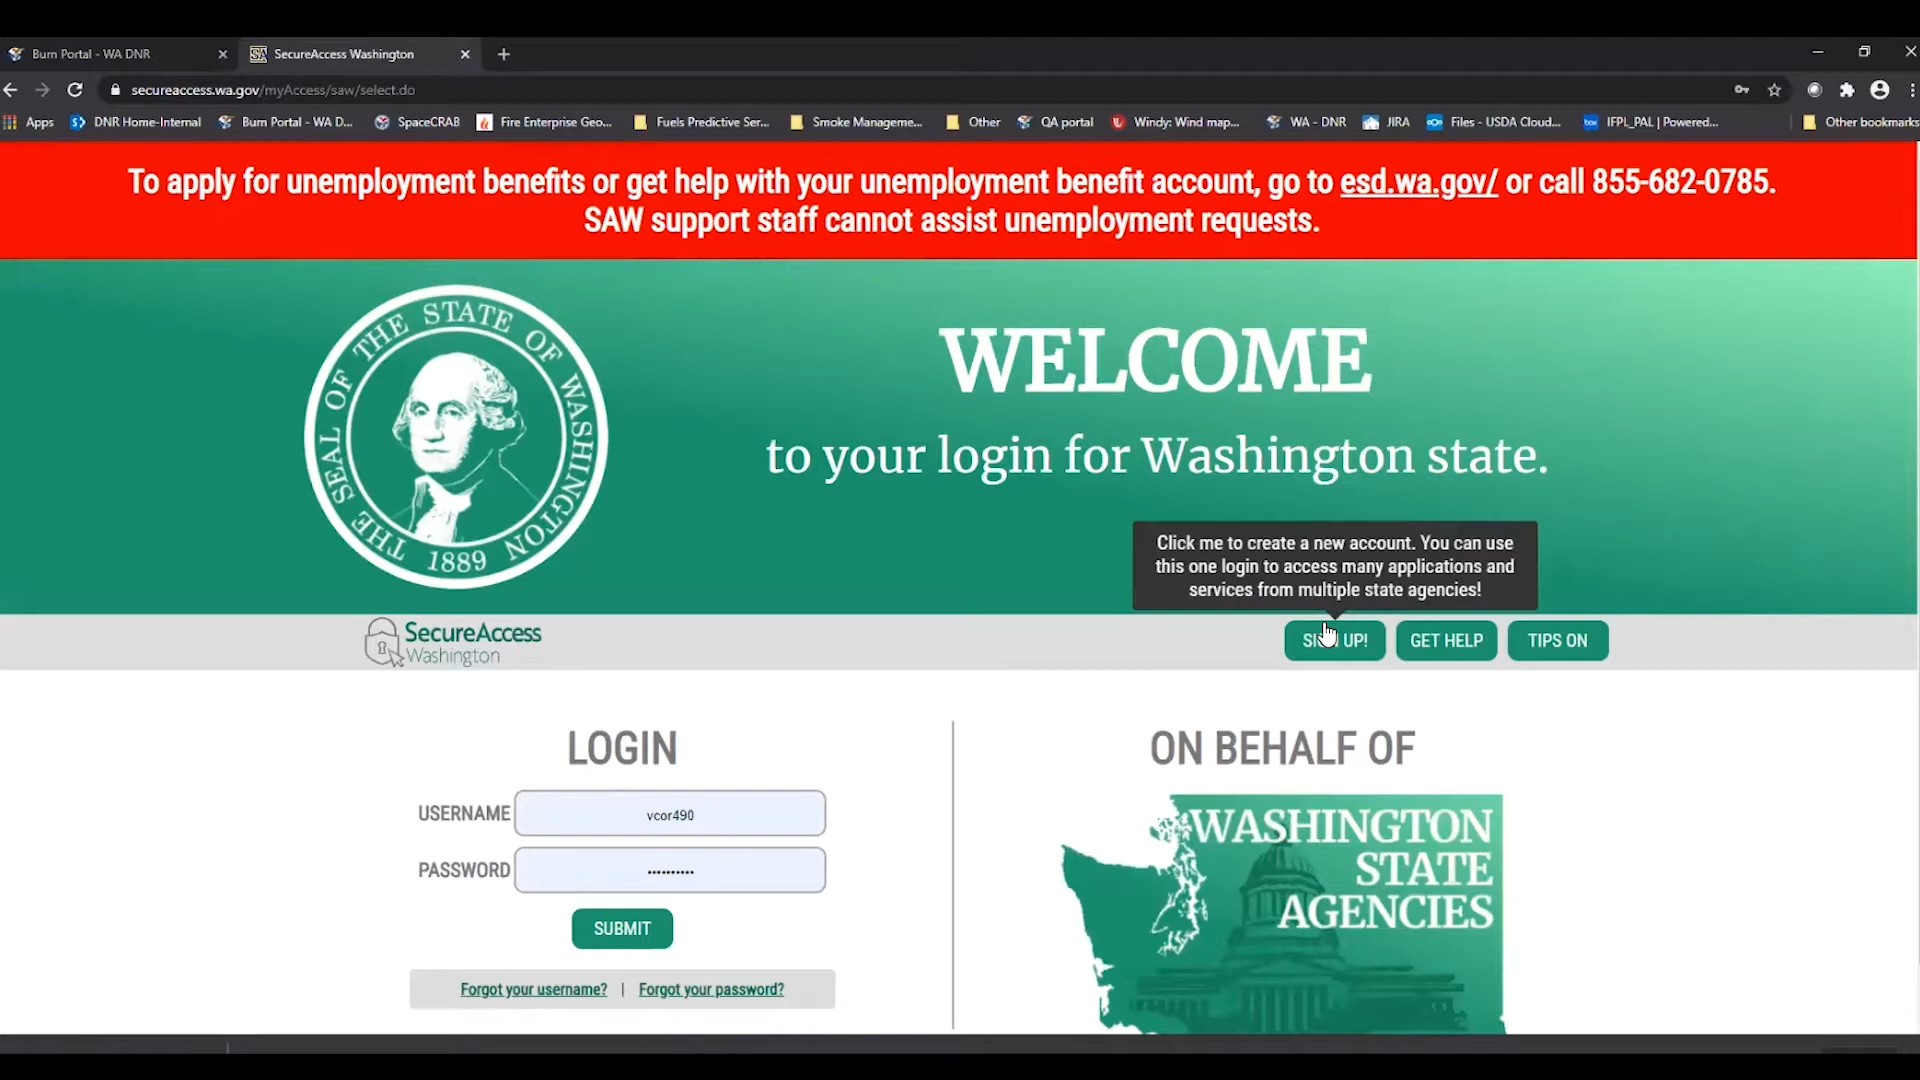 Burn Portal - WA DNR
SecureAccess Washington
secureaccess.wa.gov/myAccess/saw/select.do
Apps DNR Home-Internal Burn Portal - WA D... SpaceCRAB Fire Enterprise Geo... Fuels Predictive Ser... Smoke Manageme... Other QA portal Windy: Wind map... WA - DNR JIRA Files - USDA Cloud... IFPL_PAL | Powered... Other bookmarks
To apply for unemployment benefits or get help with your unemployment benefit account, go to esd.wa.gov/ or call 855-682-0785.
SAW support staff cannot assist unemployment requests.
THE SEAL OF THE STATE OF WASHINGTON
1889
WELCOME
to your login for Washington state.
Click me to create a new account. You can use
this one login to access many applications and
services from multiple state agencies!
SecureAccess
Washington
UP!
GET HELP
TIPS ON
LOGIN
USERNAME vcor490
PASSWORD ••••••••••
SUBMIT
Forgot your username? | Forgot your password?
ON BEHALF OF
WASHINGTON
STATE
AGENCIES